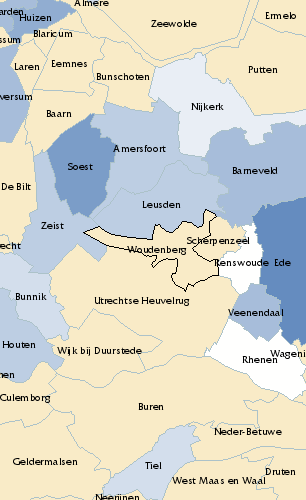 Almere
Ermelo
arden
Huizen
Zeewolde
Blaricum
ssum
Laren
Eemnes
Bunschoten
Putten
versum
Nijkerk
Baarn
Amersfoort
Soest
Barneveld
De Bilt
Leusden
Zeist
Scherpenzeel
recht
Woudenberg
Renswoude
Ede
Bunnik
Utrechtse Heuvelrug
Veenendaal
Houten
Wijk bij Duurstede
Rhenen
Wageni
nen
Culemborg
Buren
Neder-Betuwe
Geldermalsen
Tiel
Druten
West Maas en Waal
Neerijnen